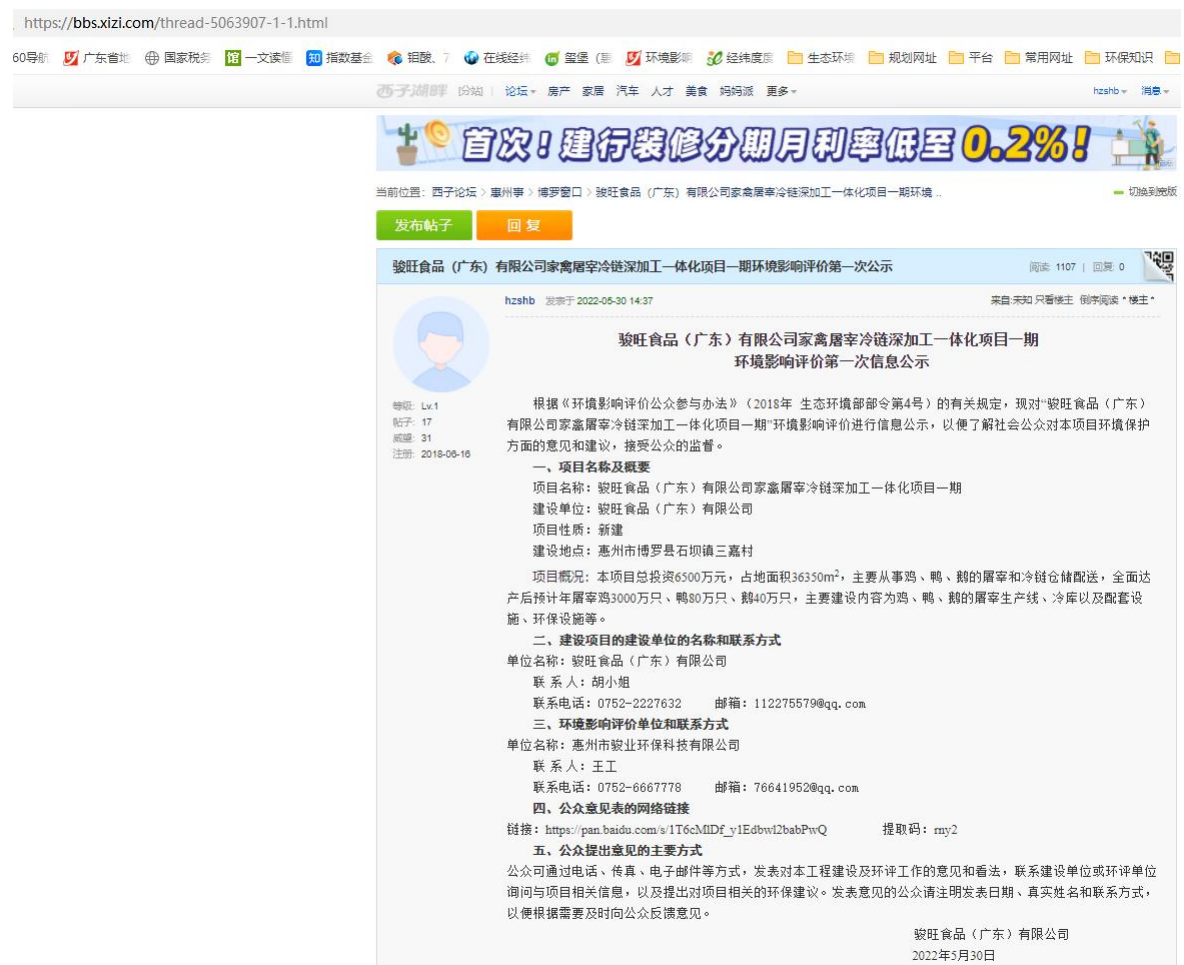 https://bbs.xizi.com/thread-5063907-1-1.html
60导航 广东省地 国家税务 馆 一文读懂 知 指数基金 钼酸、7 在线经纬 玺堡（ 环境影响 经纬度度 生态环境 规划网址 平台 常用网址 环保知识
西子湖畔 [分站] 论坛 房产 家居 汽车 人才 美食 妈妈派 更多 hzshb 消息
首次！建行装修分期月利率低至0.2%！
当前位置：西子论坛 > 惠州事 > 博罗窗口 > 骏旺食品（广东）有限公司家禽屠宰冷链深加工一体化项目一期环境 .. 切换到宽版
发布帖子 回 复
骏旺食品（广东）有限公司家禽屠宰冷链深加工一体化项目一期环境影响评价第一次公示 阅读: 1107 | 回复: 0
hzshb 发表于 2022-05-30 14:37 来自:未知 只看楼主 倒序阅读 * 楼主 *
等级: Lv.1
帖子: 17
威望: 31
注册: 2018-06-16
骏旺食品（广东）有限公司家禽屠宰冷链深加工一体化项目一期
环境影响评价第一次信息公示
根据《环境影响评价公众参与办法》（2018年 生态环境部部令第4号）的有关规定，现对“骏旺食品（广东）
有限公司家禽屠宰冷链深加工一体化项目一期”环境影响评价进行信息公示，以便了解社会公众对本项目环境保护
方面的意见和建议，接受公众的监督。
一、项目名称及概要
项目名称：骏旺食品（广东）有限公司家禽屠宰冷链深加工一体化项目一期
建设单位：骏旺食品（广东）有限公司
项目性质：新建
建设地点：惠州市博罗县石坝镇三嘉村
项目概况：本项目总投资6500万元，占地面积36350m²，主要从事鸡、鸭、鹅的屠宰和冷链仓储配送，全面达
产后预计年屠宰鸡3000万只、鸭80万只、鹅40万只，主要建设内容为鸡、鸭、鹅的屠宰生产线、冷库以及配套设
施、环保设施等。
二、建设项目的建设单位的名称和联系方式
单位名称：骏旺食品（广东）有限公司
联 系 人：胡小姐
联系电话：0752-2227632 邮箱：112275579@qq.com
三、环境影响评价单位和联系方式
单位名称：惠州市骏业环保科技有限公司
联 系 人：王工
联系电话：0752-6667778 邮箱：76641952@qq.com
四、公众意见表的网络链接
链接：https://pan.baidu.com/s/1T6cMlDf_y1Edbwl2babPwQ 提取码：rny2
五、公众提出意见的主要方式
公众可通过电话、传真、电子邮件等方式，发表对本工程建设及环评工作的意见和看法，联系建设单位或环评单位
询问与项目相关信息，以及提出对项目相关的环保建议。发表意见的公众请注明发表日期、真实姓名和联系方式，
以便根据需要及时向公众反馈意见。
骏旺食品（广东）有限公司
2022年5月30日